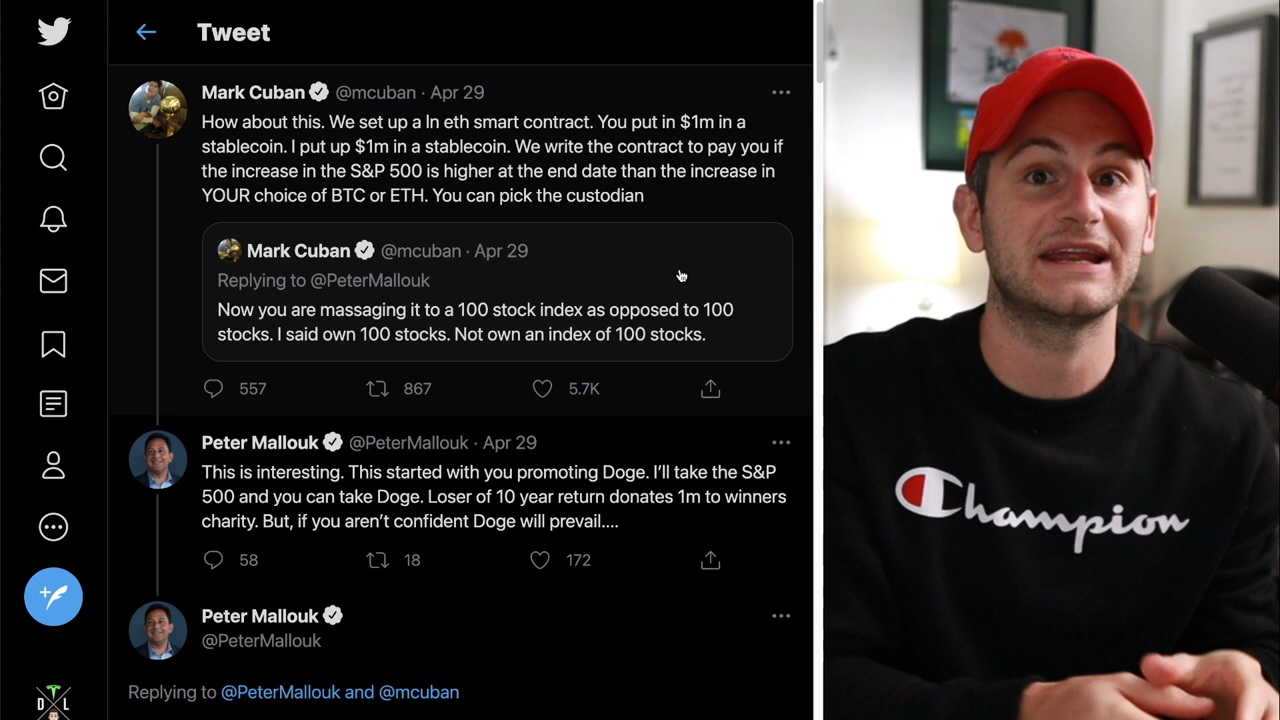 Tweet
Mark Cuban @mcuban · Apr 29
How about this. We set up a ln eth smart contract. You put in $1m in a
stablecoin. I put up $1m in a stablecoin. We write the contract to pay you if
the increase in the S&P 500 is higher at the end date than the increase in
YOUR choice of BTC or ETH. You can pick the custodian
Mark Cuban @mcuban · Apr 29
Replying to @PeterMallouk
Now you are massaging it to a 100 stock index as opposed to 100
stocks. I said own 100 stocks. Not own an index of 100 stocks.
557 867 5.7K
Peter Mallouk @PeterMallouk · Apr 29
This is interesting. This started with you promoting Doge. I’ll take the S&P
500 and you can take Doge. Loser of 10 year return donates 1m to winners
charity. But, if you aren’t confident Doge will prevail....
58 18 172
Peter Mallouk
@PeterMallouk
Replying to @PeterMallouk and @mcuban
D L
Champion